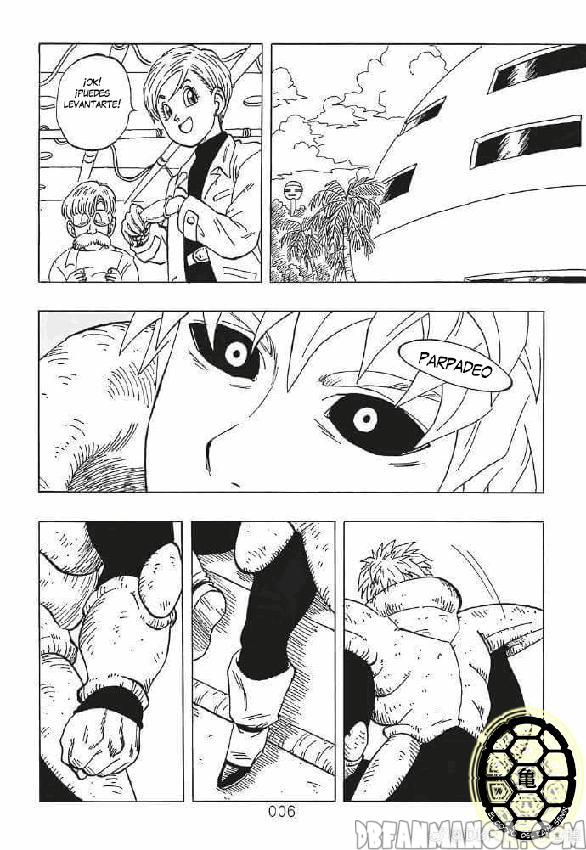 ¡OK!
¡PUEDES
LEVANTARTE!
PARPADEO
006
亀
DBFANMANGA.COM